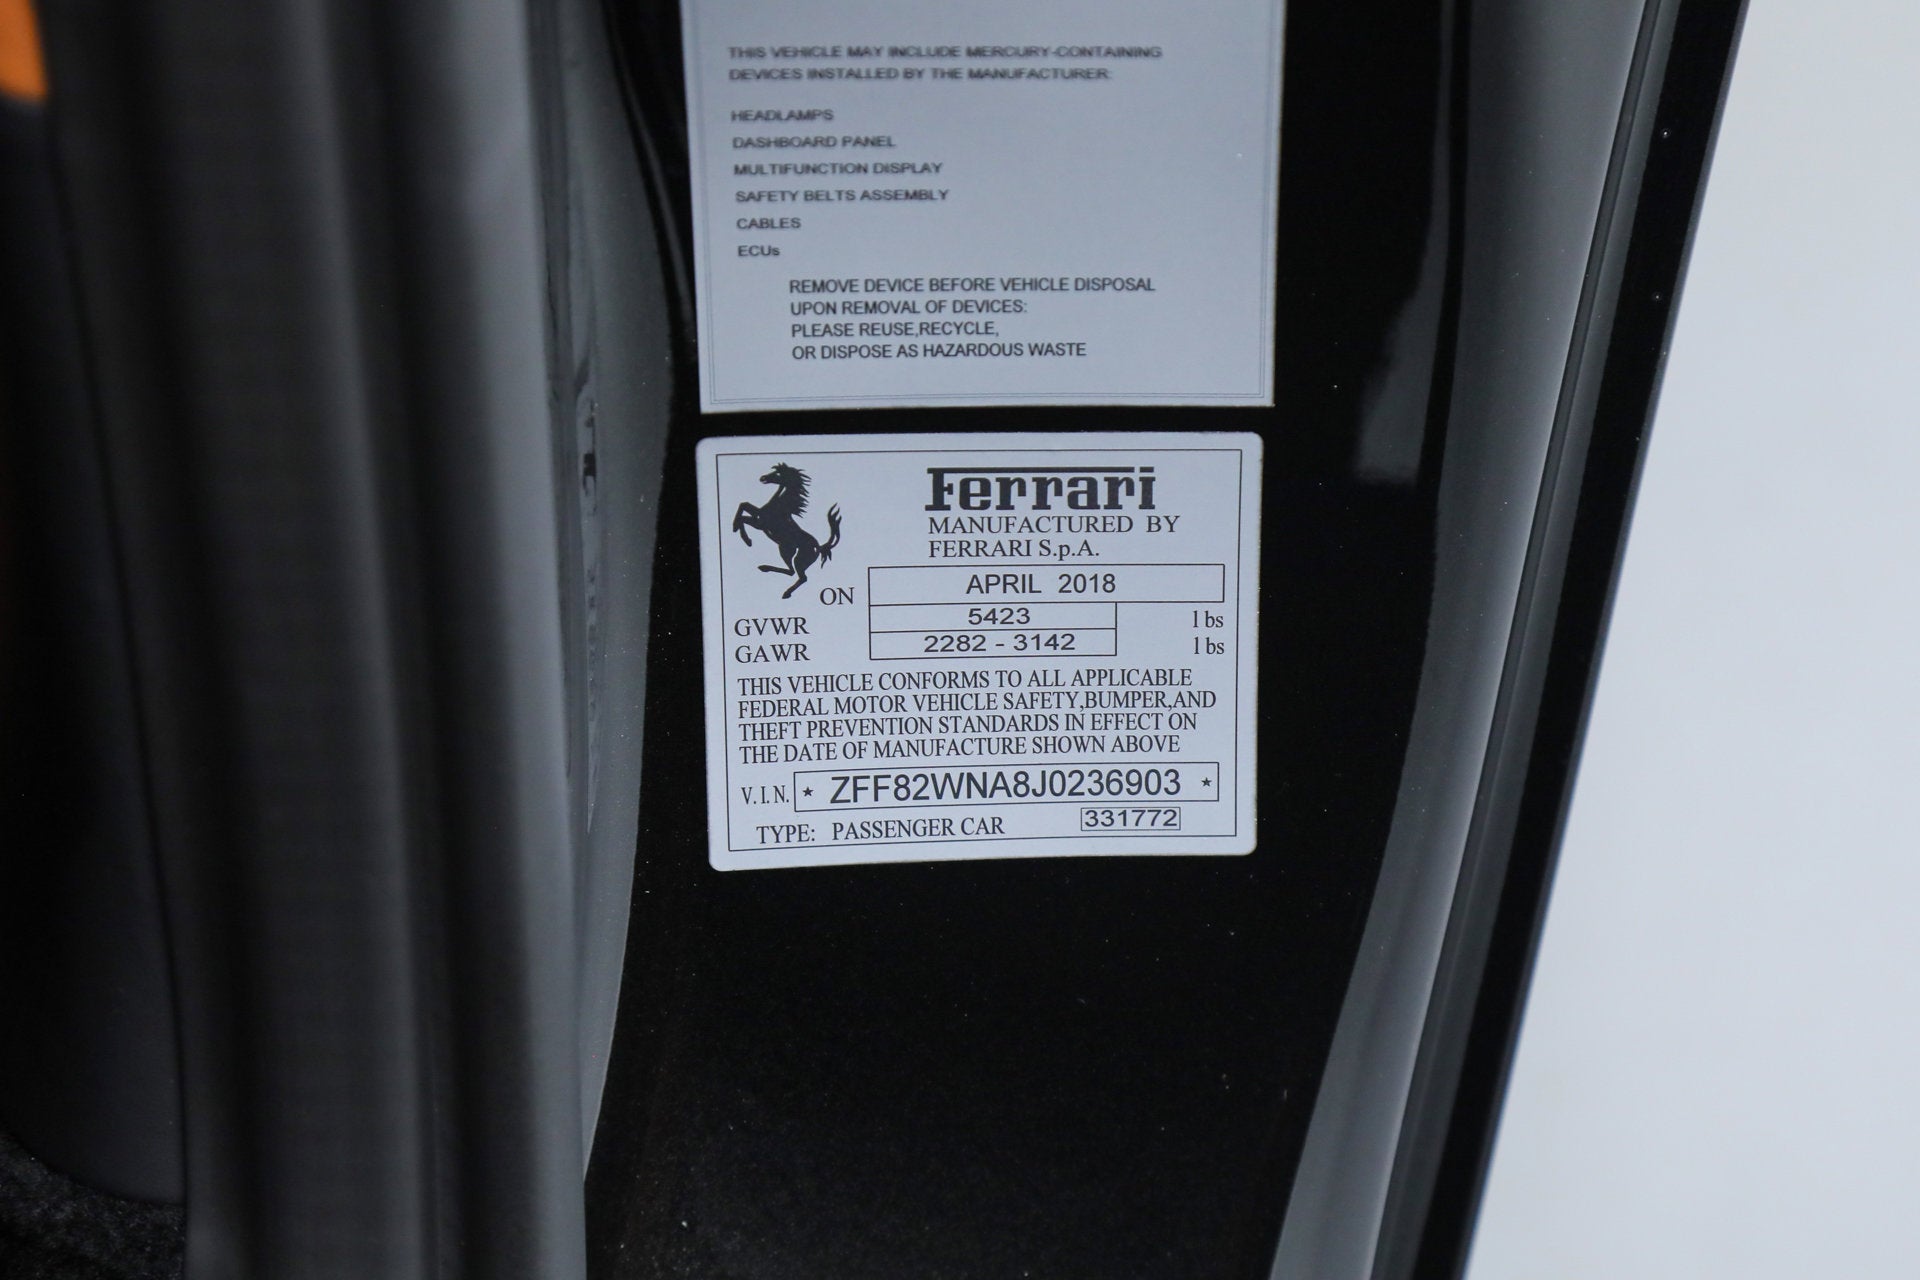 THIS VEHICLE MAY INCLUDE MERCURY-CONTAINING
DEVICES INSTALLED BY THE MANUFACTURER:
HEADLAMPS
DASHBOARD PANEL
MULTIFUNCTION DISPLAY
SAFETY BELTS ASSEMBLY
CABLES
ECUs
REMOVE DEVICE BEFORE VEHICLE DISPOSAL
UPON REMOVAL OF DEVICES:
PLEASE REUSE,RECYCLE,
OR DISPOSE AS HAZARDOUS WASTE
Ferrari
MANUFACTURED BY
FERRARI S.p.A.
ON APRIL 2018
GVWR 5423 lbs
GAWR 2282 - 3142 lbs
THIS VEHICLE CONFORMS TO ALL APPLICABLE
FEDERAL MOTOR VEHICLE SAFETY,BUMPER,AND
THEFT PREVENTION STANDARDS IN EFFECT ON
THE DATE OF MANUFACTURE SHOWN ABOVE
V.I.N. ★ ZFF82WNA8J0236903 ★
TYPE: PASSENGER CAR 331772